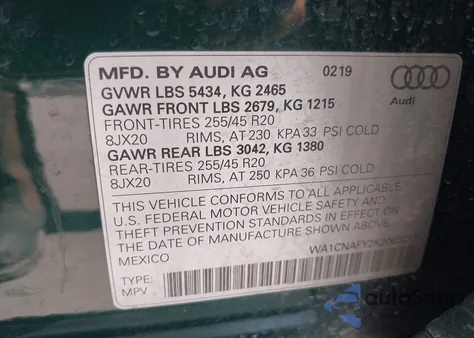 MFD. BY AUDI AG 0219
Audi
GVWR LBS 5434, KG 2465
GAWR FRONT LBS 2679, KG 1215
FRONT-TIRES 255/45 R20
8JX20 RIMS, AT 230 KPA 33 PSI COLD
GAWR REAR LBS 3042, KG 1380
REAR-TIRES 255/45 R20
8JX20 RIMS, AT 250 KPA 36 PSI COLD
THIS VEHICLE CONFORMS TO ALL APPLICABLE
U.S. FEDERAL MOTOR VEHICLE SAFETY AND
THEFT PREVENTION STANDARDS IN EFFECT ON
THE DATE OF MANUFACTURE SHOWN ABOVE.
MEXICO
TYPE:
MPV